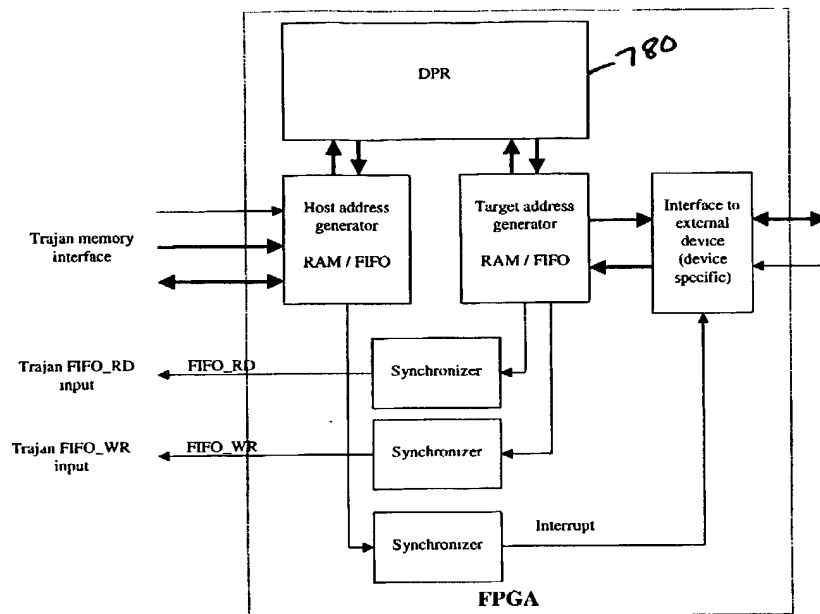 780
DPR
Host address
generator
RAM / FIFO
Target address
generator
RAM / FIFO
Interface to
external
device
(device
specific)
Trajan memory
interface
Trajan FIFO_RD
input
FIFO_RD
Synchronizer
Trajan FIFO_WR
input
FIFO_WR
Synchronizer
Synchronizer
Interrupt
FPGA